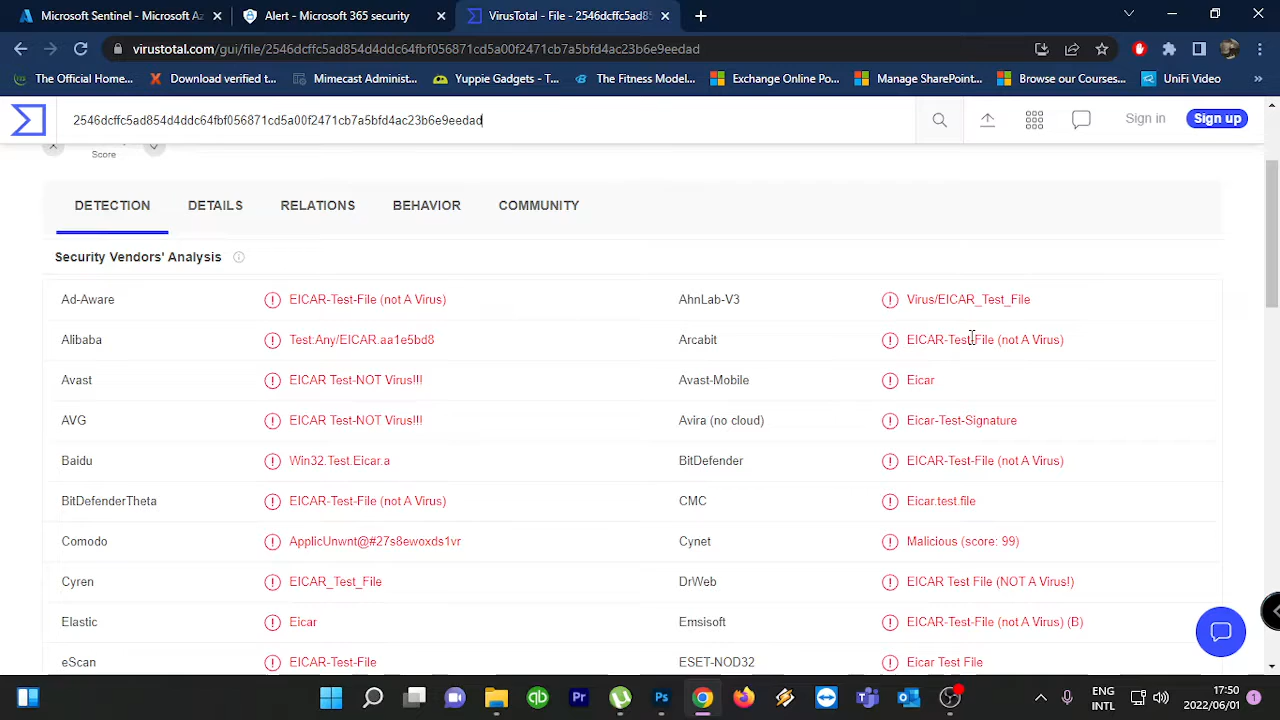 Microsoft Sentinel - Microsoft Az
Alert - Microsoft 365 security
VirusTotal - File - 2546dcffc5ad85
virustotal.com/gui/file/2546dcffc5ad854d4ddc64fbf056871cd5a00f2471cb7a5bfd4ac23b6e9eedad
The Official Home...
Download verified t...
Mimecast Administ...
Yuppie Gadgets - T...
The Fitness Model...
Exchange Online Po...
Manage SharePoint...
Browse our Courses...
UniFi Video
2546dcffc5ad854d4ddc64fbf056871cd5a00f2471cb7a5bfd4ac23b6e9eedad
Sign in
Sign up
Score
DETECTION
DETAILS
RELATIONS
BEHAVIOR
COMMUNITY
Security Vendors' Analysis
Ad-Aware EICAR-Test-File (not A Virus) AhnLab-V3 Virus/EICAR_Test_File
Alibaba Test:Any/EICAR.aa1e5bd8 Arcabit EICAR-Test-File (not A Virus)
Avast EICAR Test-NOT Virus!!! Avast-Mobile Eicar
AVG EICAR Test-NOT Virus!!! Avira (no cloud) Eicar-Test-Signature
Baidu Win32.Test.Eicar.a BitDefender EICAR-Test-File (not A Virus)
BitDefenderTheta EICAR-Test-File (not A Virus) CMC Eicar.test.file
Comodo ApplicUnwnt@#27s8ewoxds1vr Cynet Malicious (score: 99)
Cyren EICAR_Test_File DrWeb EICAR Test File (NOT A Virus!)
Elastic Eicar Emsisoft EICAR-Test-File (not A Virus) (B)
eScan EICAR-Test-File ESET-NOD32 Eicar Test File
ENG
INTL
17:50
2022/06/01
1